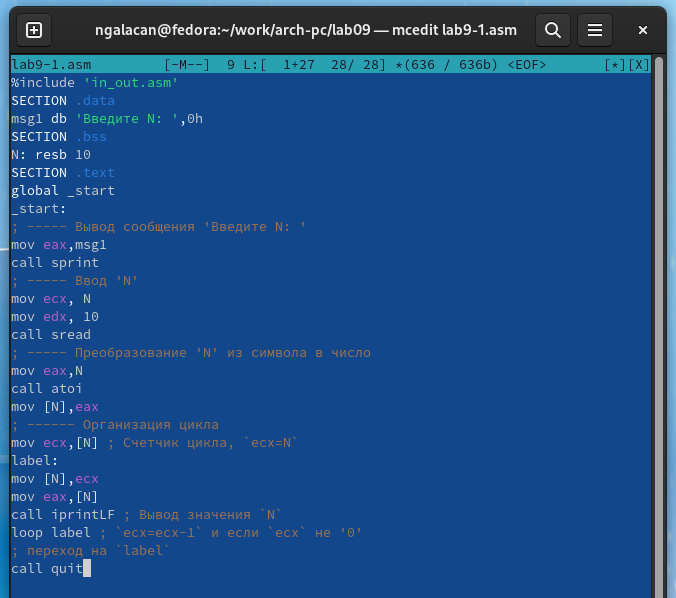 ngalacan@fedora:~/work/arch-pc/lab09 — mcedit lab9-1.asm
lab9-1.asm [-M--] 9 L:[ 1+27 28/ 28] *(636 / 636b) <EOF> [*][X]
%include 'in_out.asm'
SECTION .data
msg1 db 'Введите N: ',0h
SECTION .bss
N: resb 10
SECTION .text
global _start
_start:
; ----- Вывод сообщения 'Введите N: '
mov eax,msg1
call sprint
; ----- Ввод 'N'
mov ecx, N
mov edx, 10
call sread
; ----- Преобразование 'N' из символа в число
mov eax,N
call atoi
mov [N],eax
; ------ Организация цикла
mov ecx,[N] ; Счетчик цикла, `ecx=N`
label:
mov [N],ecx
mov eax,[N]
call iprintLF ; Вывод значения `N`
loop label ; `ecx=ecx-1` и если `ecx` не '0'
; переход на `label`
call quit